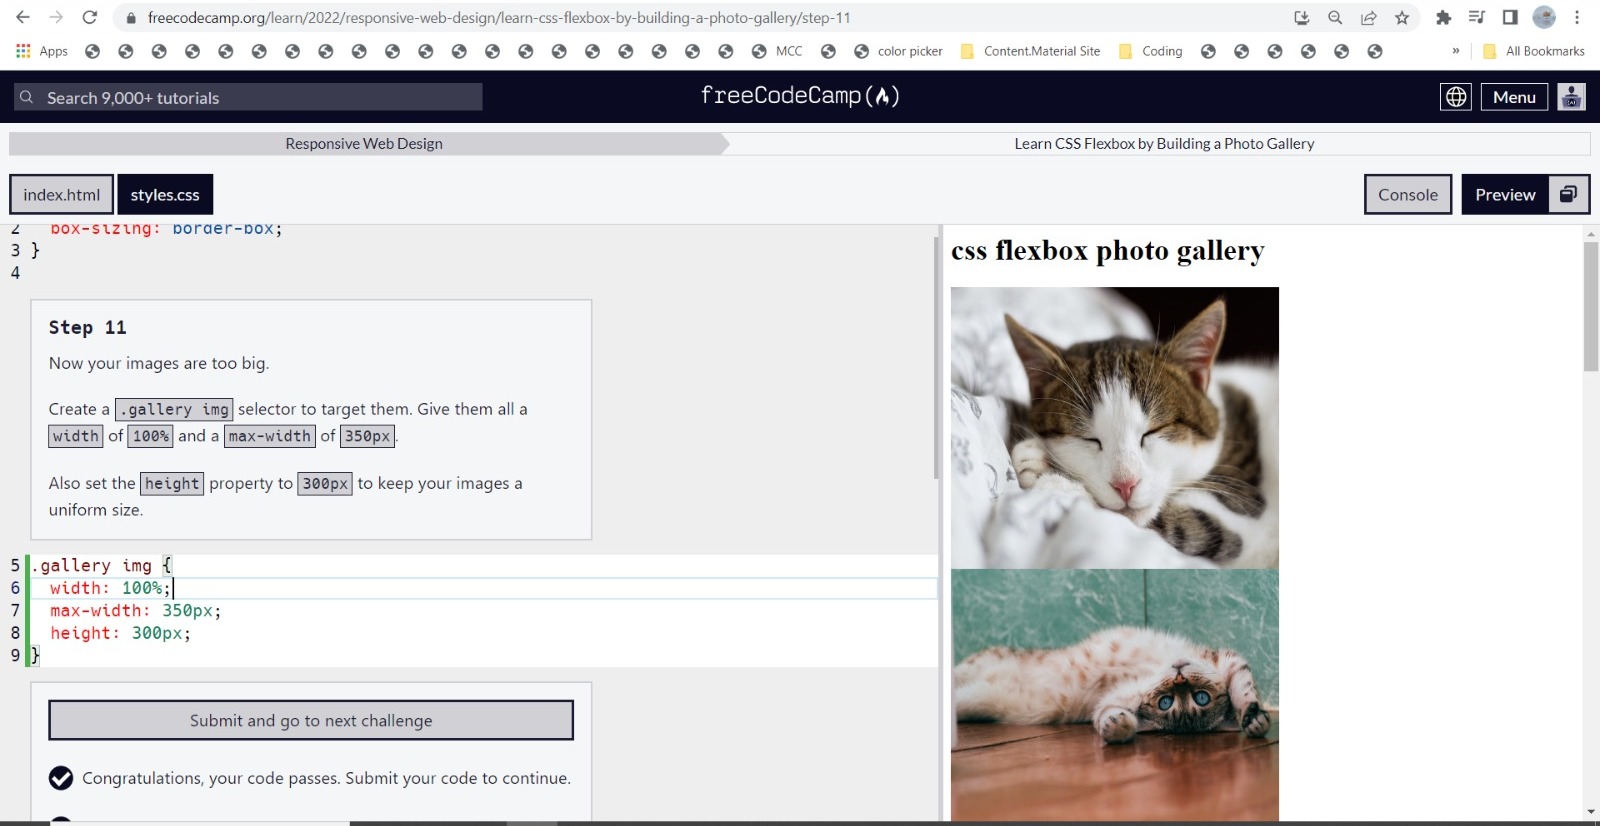 freecodecamp.org/learn/2022/responsive-web-design/learn-css-flexbox-by-building-a-photo-gallery/step-11
Apps MCC color picker Content.Material Site Coding » All Bookmarks
Search 9,000+ tutorials freeCodeCamp(🔥) Menu
Responsive Web Design Learn CSS Flexbox by Building a Photo Gallery
index.html styles.css Console Preview
2 box-sizing: border-box;
3 }
4
Step 11
Now your images are too big.
Create a .gallery img selector to target them. Give them all a
width of 100% and a max-width of 350px.
Also set the height property to 300px to keep your images a
uniform size.
5 .gallery img {
6 width: 100%;
7 max-width: 350px;
8 height: 300px;
9 }
Submit and go to next challenge
Congratulations, your code passes. Submit your code to continue.
css flexbox photo gallery